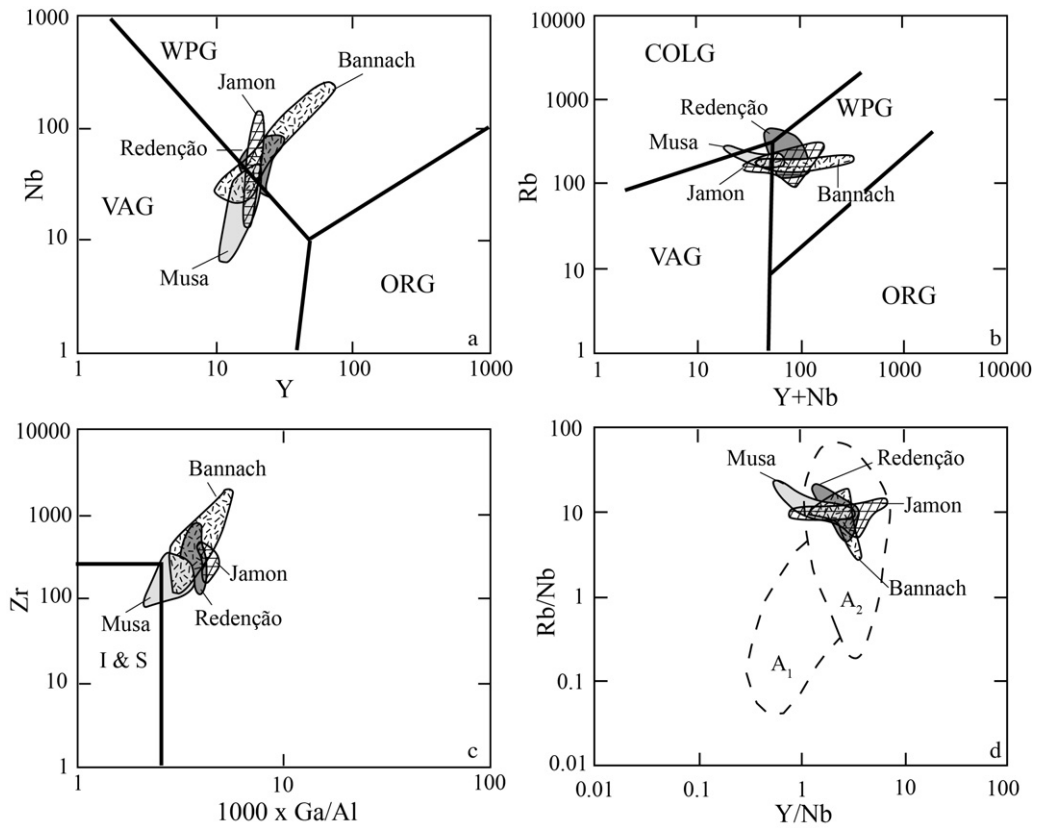 1000
WPG
Jamon
Bannach
100
Redenção
Nb
VAG
10
Musa
ORG
1
a
1
10
100
1000
Y
10000
COLG
1000
Redenção
WPG
Musa
Rb
100
Jamon
Bannach
VAG
10
ORG
1
b
1
10
100
1000
10000
Y+Nb
10000
Bannach
1000
Zr
Jamon
100
Musa
Redenção
I & S
10
1
c
1
10
100
1000 x Ga/Al
100
Musa
Redenção
10
Jamon
Rb/Nb
Bannach
1
A₂
A₁
0.1
0.01
d
0.01
0.1
1
10
100
Y/Nb